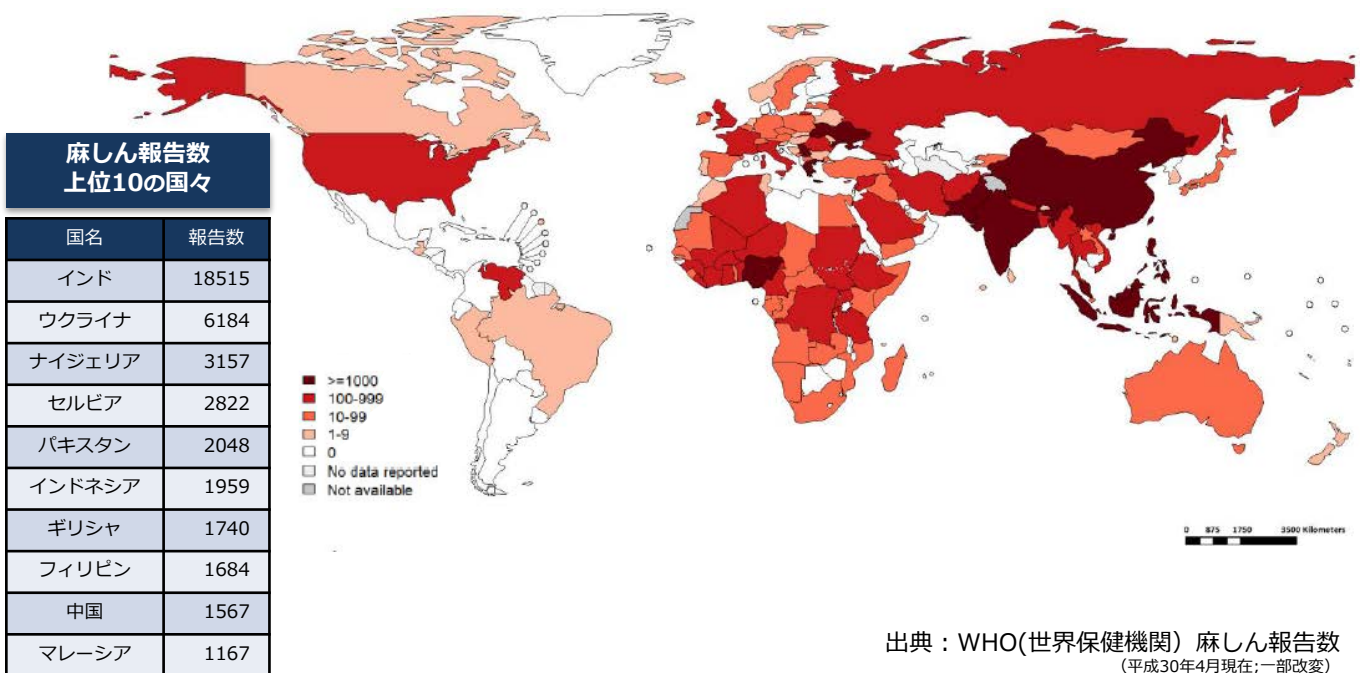 麻しん報告数
上位10の国々
国名 報告数
インド 18515
ウクライナ 6184
ナイジェリア 3157
セルビア 2822
パキスタン 2048
インドネシア 1959
ギリシャ 1740
フィリピン 1684
中国 1567
マレーシア 1167
>=1000
100-999
10-99
1-9
0
No data reported
Not available
0 875 1750 3500 Kilometers
出典：WHO(世界保健機関）麻しん報告数
（平成30年4月現在;一部改変）